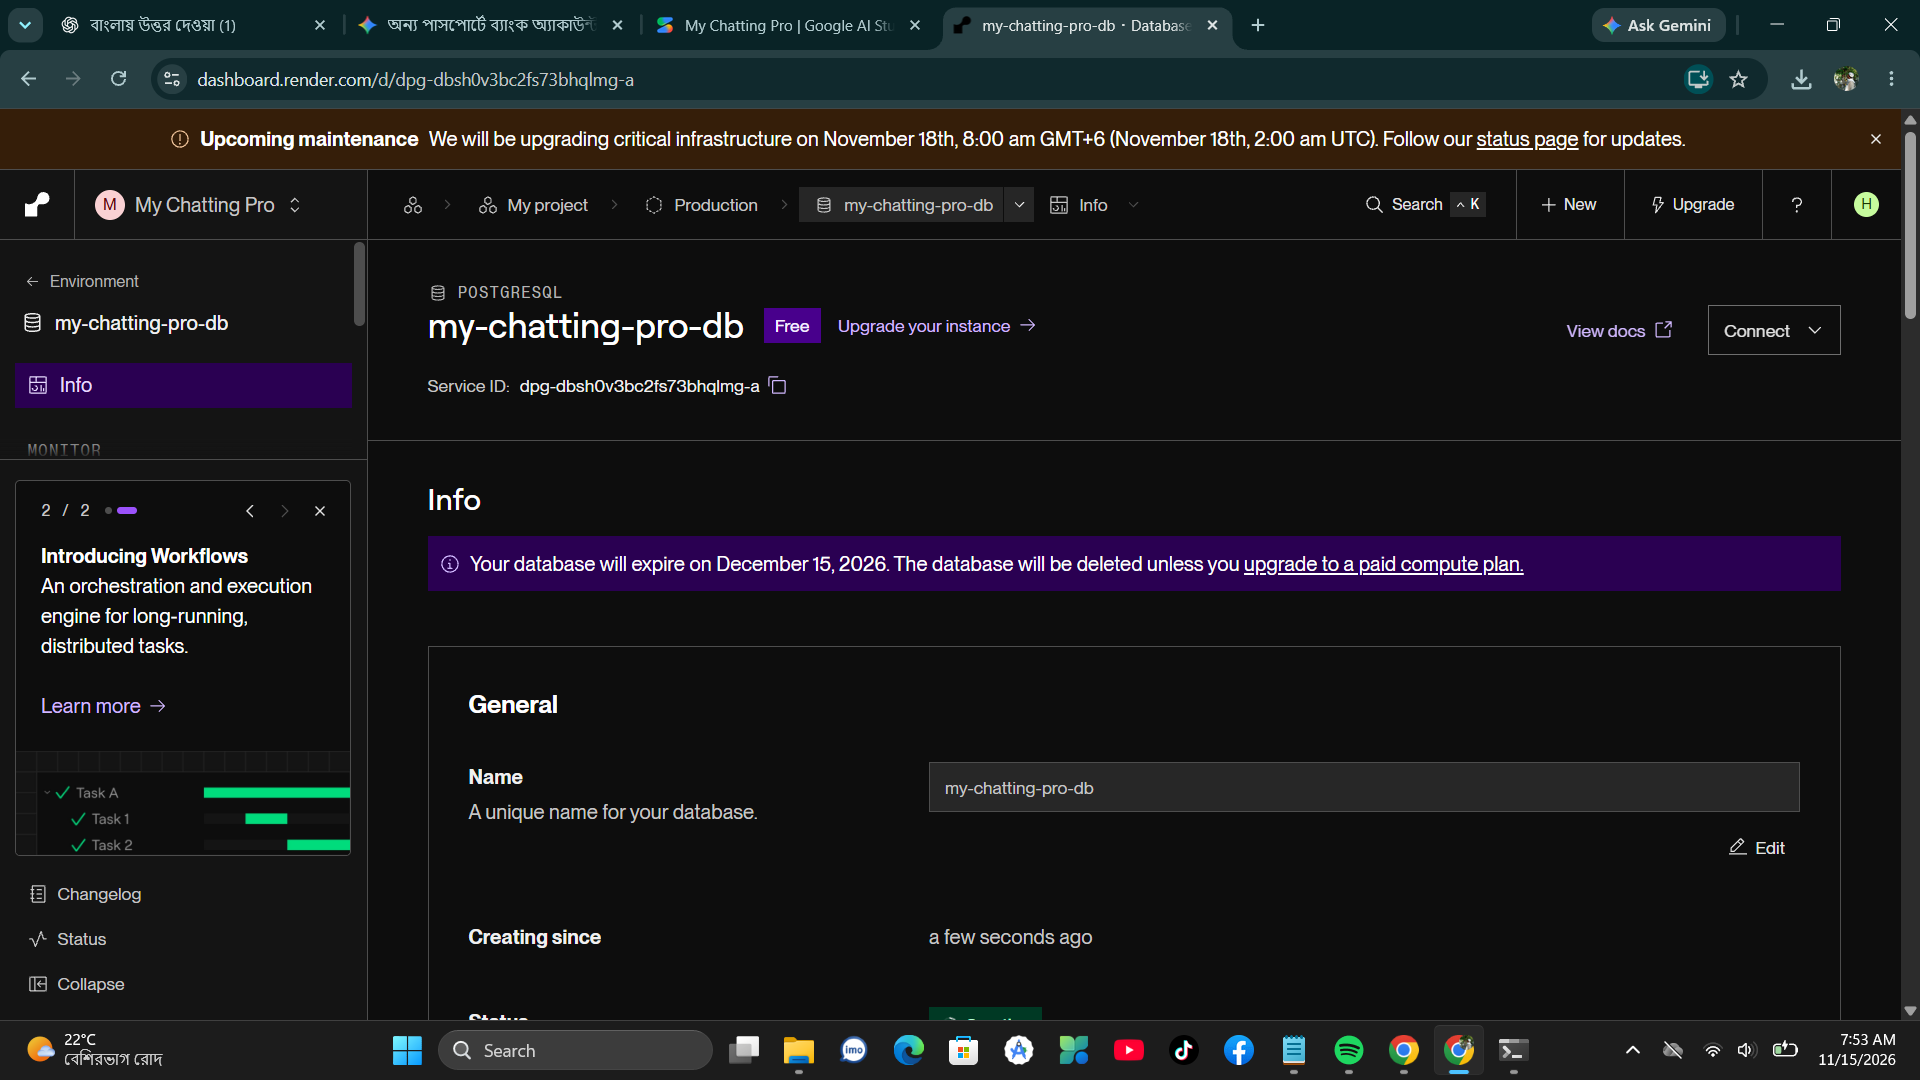 বাংলায় উত্তর দেওয়া (1)
অন্য পাসপোর্টে ব্যাংক অ্যাকাউন্ট
My Chatting Pro | Google AI Stu
my-chatting-pro-db · Database
Ask Gemini
dashboard.render.com/d/dpg-dbsh0v3bc2fs73bhqlmg-a
Upcoming maintenance We will be upgrading critical infrastructure on November 18th, 8:00 am GMT+6 (November 18th, 2:00 am UTC). Follow our status page for updates.
M My Chatting Pro
My project
Production
my-chatting-pro-db
Info
Search ^ K
+ New
Upgrade
?
H
Environment
my-chatting-pro-db
Info
MONITOR
2 / 2
Introducing Workflows
An orchestration and execution
engine for long-running,
distributed tasks.
Learn more →
Task A
Task 1
Task 2
Changelog
Status
Collapse
POSTGRESQL
my-chatting-pro-db Free Upgrade your instance →
View docs
Connect
Service ID: dpg-dbsh0v3bc2fs73bhqlmg-a
Info
Your database will expire on December 15, 2026. The database will be deleted unless you upgrade to a paid compute plan.
General
Name
A unique name for your database.
my-chatting-pro-db
Edit
Creating since
a few seconds ago
Status
22°C
বেশিরভাগ রোদ
Search
imo
7:53 AM
11/15/2026